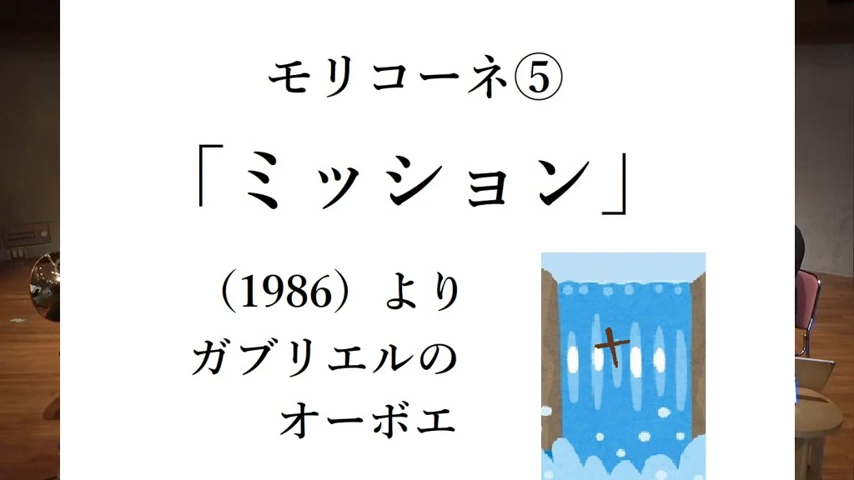 モリコーネ⑤
「ミッション」
（1986）より
ガブリエルの
オーボエ